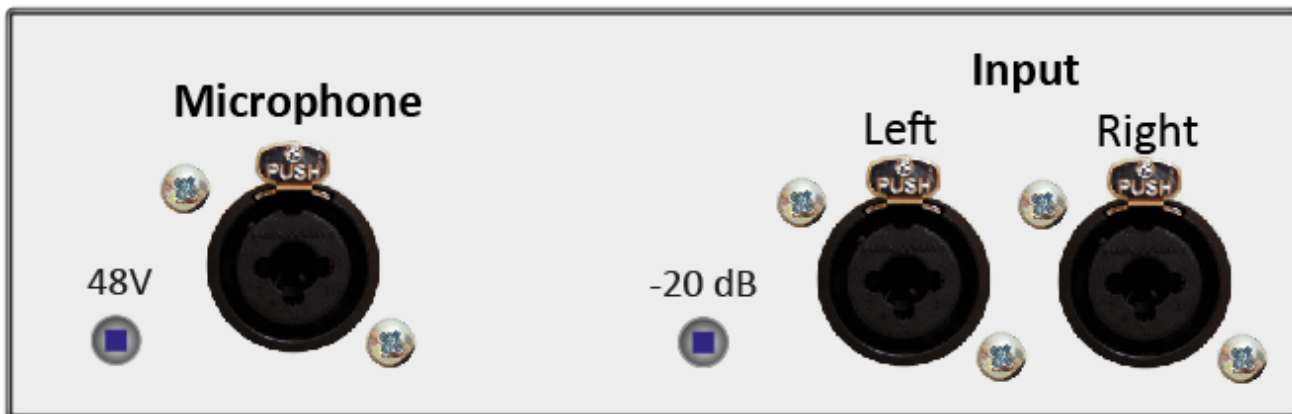 Microphone
PUSH
48V
Input
Left Right
PUSH PUSH
-20 dB